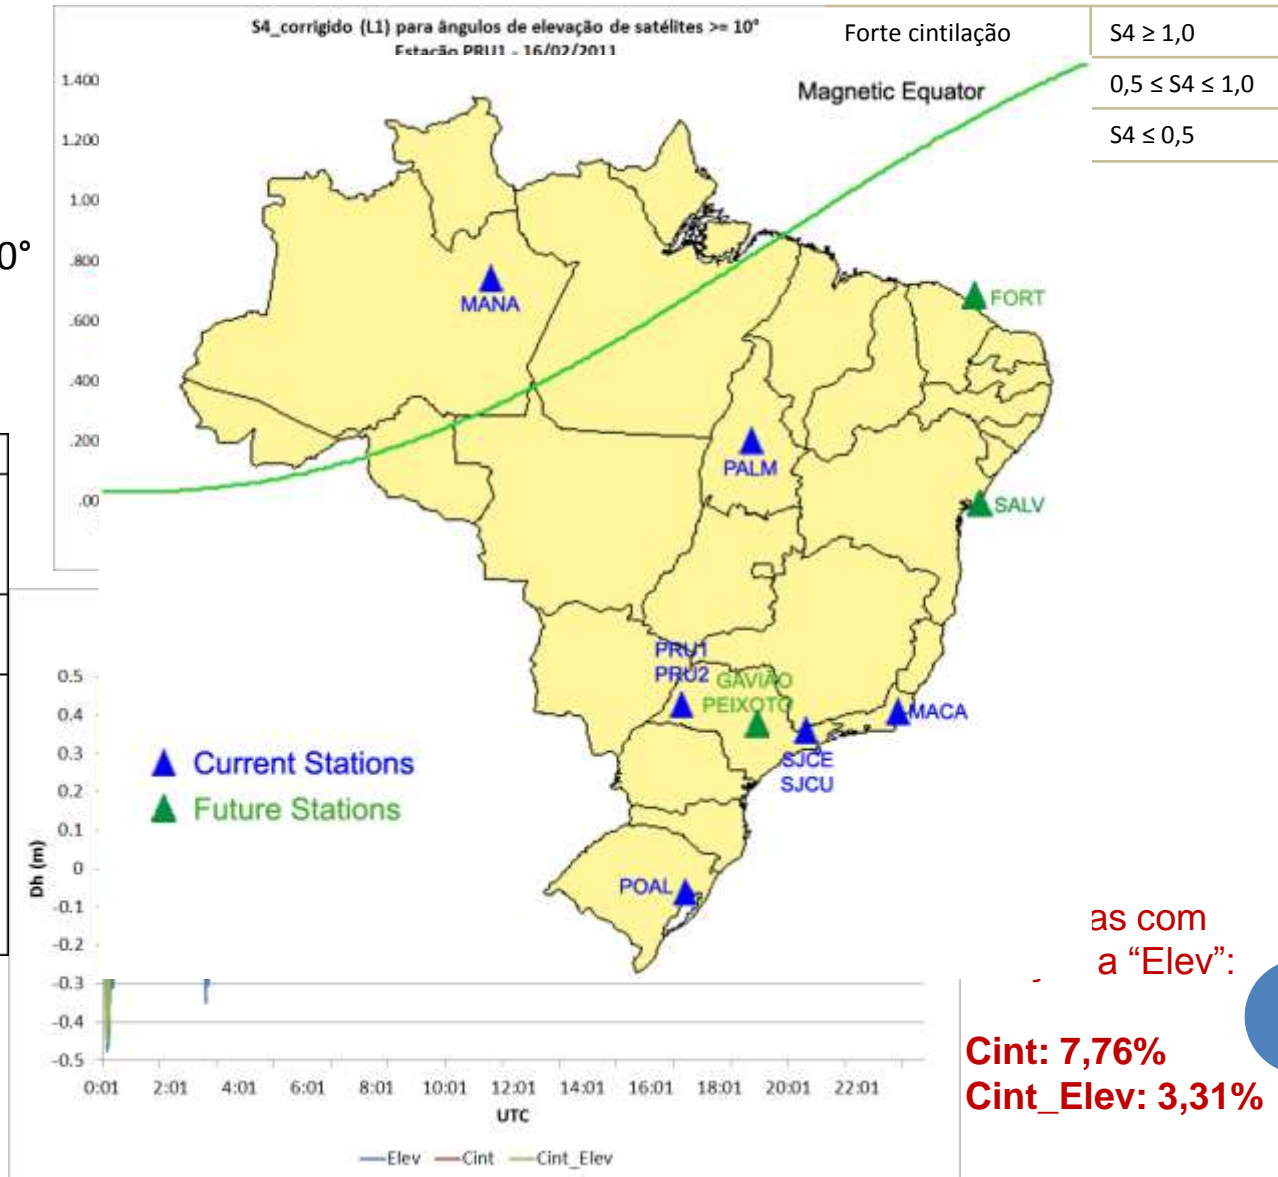 S4_corrigido (L1) para ângulos de elevação de satélites >= 10°
Estação PRU1 - 16/02/2011
Forte cintilação
S4 ≥ 1,0
0,5 ≤ S4 ≤ 1,0
S4 ≤ 0,5
0°
1.400
1.200
1.00
.800
.600
.400
.200
.00
Magnetic Equator
MANA
FORT
PALM
SALV
PRU1
PRU2
GAVIÃO
PEIXOTO
MACA
SJCE
SJCU
POAL
Current Stations
Future Stations
Dh (m)
0.5
0.4
0.3
0.2
0.1
0
-0.1
-0.2
-0.3
-0.4
-0.5
0:01 2:01 4:01 6:01 8:01 10:01 12:01 14:01 16:01 18:01 20:01 22:01
UTC
Elev Cint Cint_Elev
as com
a “Elev”:
Cint: 7,76%
Cint_Elev: 3,31%